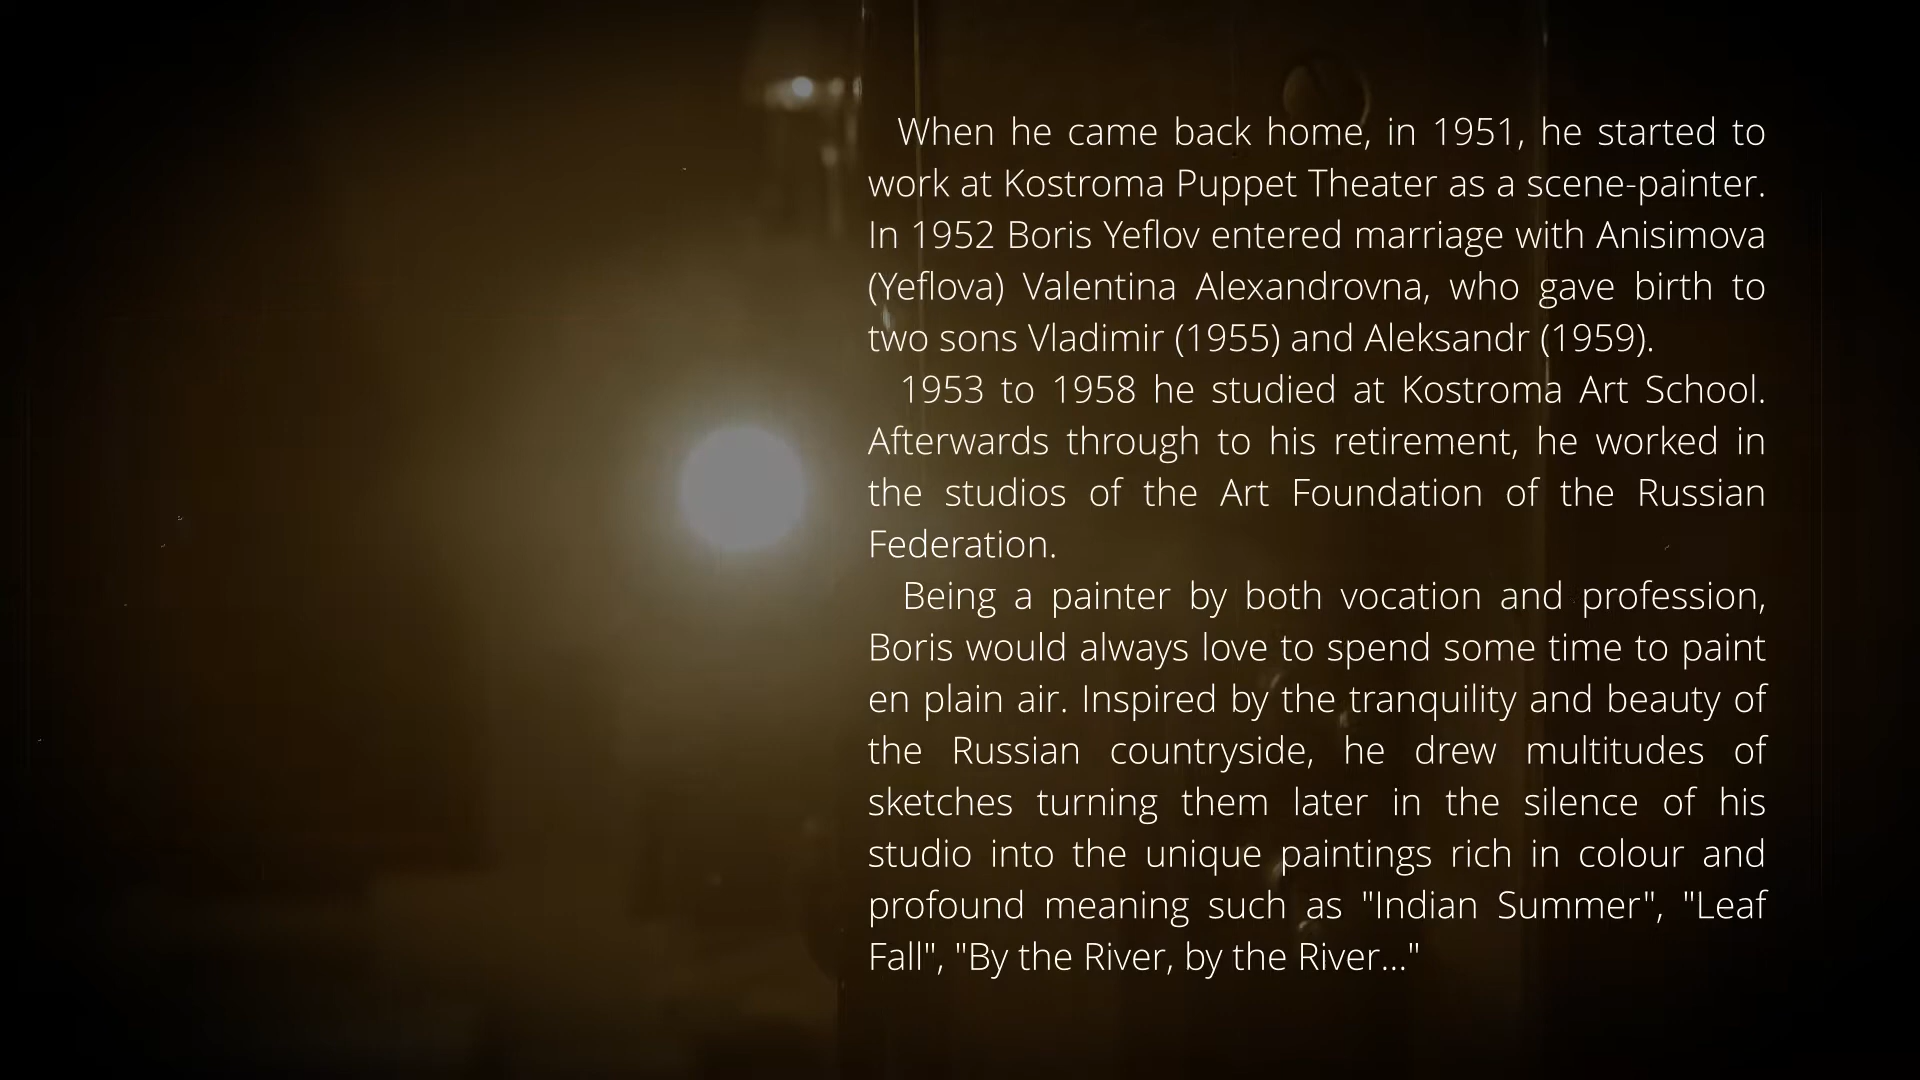 When he came back home, in 1951, he started to
work at Kostroma Puppet Theater as a scene-painter.
In 1952 Boris Yeflov entered marriage with Anisimova
(Yeflova) Valentina Alexandrovna, who gave birth to
two sons Vladimir (1955) and Aleksandr (1959).
1953 to 1958 he studied at Kostroma Art School.
Afterwards through to his retirement, he worked in
the studios of the Art Foundation of the Russian
Federation.
Being a painter by both vocation and profession,
Boris would always love to spend some time to paint
en plain air. Inspired by the tranquility and beauty of
the Russian countryside, he drew multitudes of
sketches turning them later in the silence of his
studio into the unique paintings rich in colour and
profound meaning such as "Indian Summer", "Leaf
Fall", "By the River, by the River..."